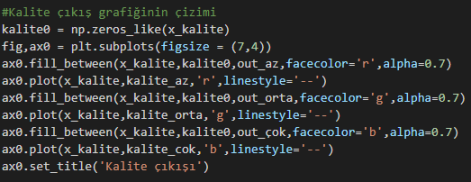 #Kalite çıkış grafiğinin çizimi
kalite0 = np.zeros_like(x_kalite)
fig,ax0 = plt.subplots(figsize = (7,4))
ax0.fill_between(x_kalite,kalite0,out_az,facecolor='r',alpha=0.7)
ax0.plot(x_kalite,kalite_az,'r',linestyle='--')
ax0.fill_between(x_kalite,kalite0,out_orta,facecolor='g',alpha=0.7)
ax0.plot(x_kalite,kalite_orta,'g',linestyle='--')
ax0.fill_between(x_kalite,kalite0,out_çok,facecolor='b',alpha=0.7)
ax0.plot(x_kalite,kalite_cok,'b',linestyle='--')
ax0.set_title('Kalite çıkışı')